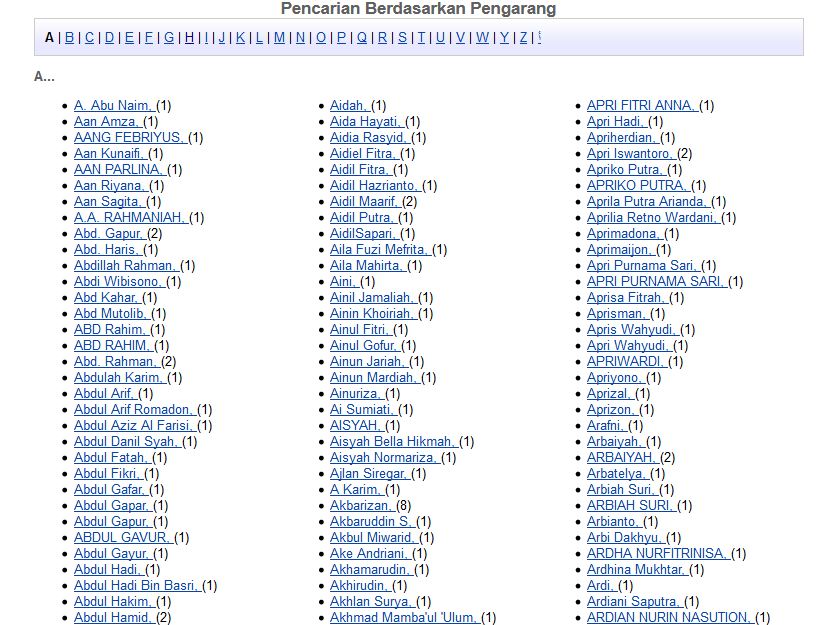 Pencarian Berdasarkan Pengarang
A | B | C | D | E | F | G | H | I | J | K | L | M | N | O | P | Q | R | S | T | U | V | W | Y | Z |
A...
A. Abu Naim, (1)
Aan Amza, (1)
AANG FEBRIYUS, (1)
Aan Kunaifi, (1)
AAN PARLINA, (1)
Aan Riyana, (1)
Aan Sagita, (1)
A.A. RAHMANIAH, (1)
Abd. Gapur, (2)
Abd. Haris, (1)
Abdillah Rahman, (1)
Abdi Wibisono, (1)
Abd Kahar, (1)
Abd Mutolib, (1)
ABD Rahim, (1)
ABD RAHIM, (1)
Abd. Rahman, (2)
Abdulah Karim, (1)
Abdul Arif, (1)
Abdul Arif Romadon, (1)
Abdul Aziz Al Farisi, (1)
Abdul Danil Syah, (1)
Abdul Fatah, (1)
Abdul Fikri, (1)
Abdul Gafar, (1)
Abdul Gapar, (1)
Abdul Gapur, (1)
ABDUL GAVUR, (1)
Abdul Gayur, (1)
Abdul Hadi, (1)
Abdul Hadi Bin Basri, (1)
Abdul Hakim, (1)
Abdul Hamid, (2)
Aidah, (1)
Aida Hayati, (1)
Aidia Rasyid, (1)
Aidiel Fitra, (1)
Aidil Fitra, (1)
Aidil Hazrianto, (1)
Aidil Maarif, (2)
Aidil Putra, (1)
AidilSapari, (1)
Aila Fuzi Mefrita, (1)
Aila Mahirta, (1)
Aini, (1)
Ainil Jamaliah, (1)
Ainin Khoiriah, (1)
Ainul Fitri, (1)
Ainul Gofur, (1)
Ainun Jariah, (1)
Ainun Mardiah, (1)
Ainuriza, (1)
Ai Sumiati, (1)
AISYAH, (1)
Aisyah Bella Hikmah, (1)
Aisyah Normariza, (1)
Ajlan Siregar, (1)
A Karim, (1)
Akbarizan, (8)
Akbaruddin S, (1)
Akbul Miwarid, (1)
Ake Andriani, (1)
Akhamarudin, (1)
Akhirudin, (1)
Akhlan Surya, (1)
Akhmad Mamba'ul 'Ulum, (1)
APRI FITRI ANNA, (1)
Apri Hadi, (1)
Apriherdian, (1)
Apri Iswantoro, (2)
Apriko Putra, (1)
APRIKO PUTRA, (1)
Aprila Putra Arianda, (1)
Aprilia Retno Wardani, (1)
Aprimadona, (1)
Aprimaijon, (1)
Apri Purnama Sari, (1)
APRI PURNAMA SARI, (1)
Aprisa Fitrah, (1)
Aprisman, (1)
Apris Wahyudi, (1)
Apri Wahyudi, (1)
APRIWARDI, (1)
Apriyono, (1)
Aprizal, (1)
Aprizon, (1)
Arafni, (1)
Arbaiyah, (1)
ARBAIYAH, (2)
Arbatelya, (1)
Arbiah Suri, (1)
ARBIAH SURI, (1)
Arbianto, (1)
Arbi Dakhyu, (1)
ARDHA NURFITRINISA, (1)
Ardhina Mukhtar, (1)
Ardi, (1)
Ardiani Saputra, (1)
ARDIAN NURIN NASUTION, (1)